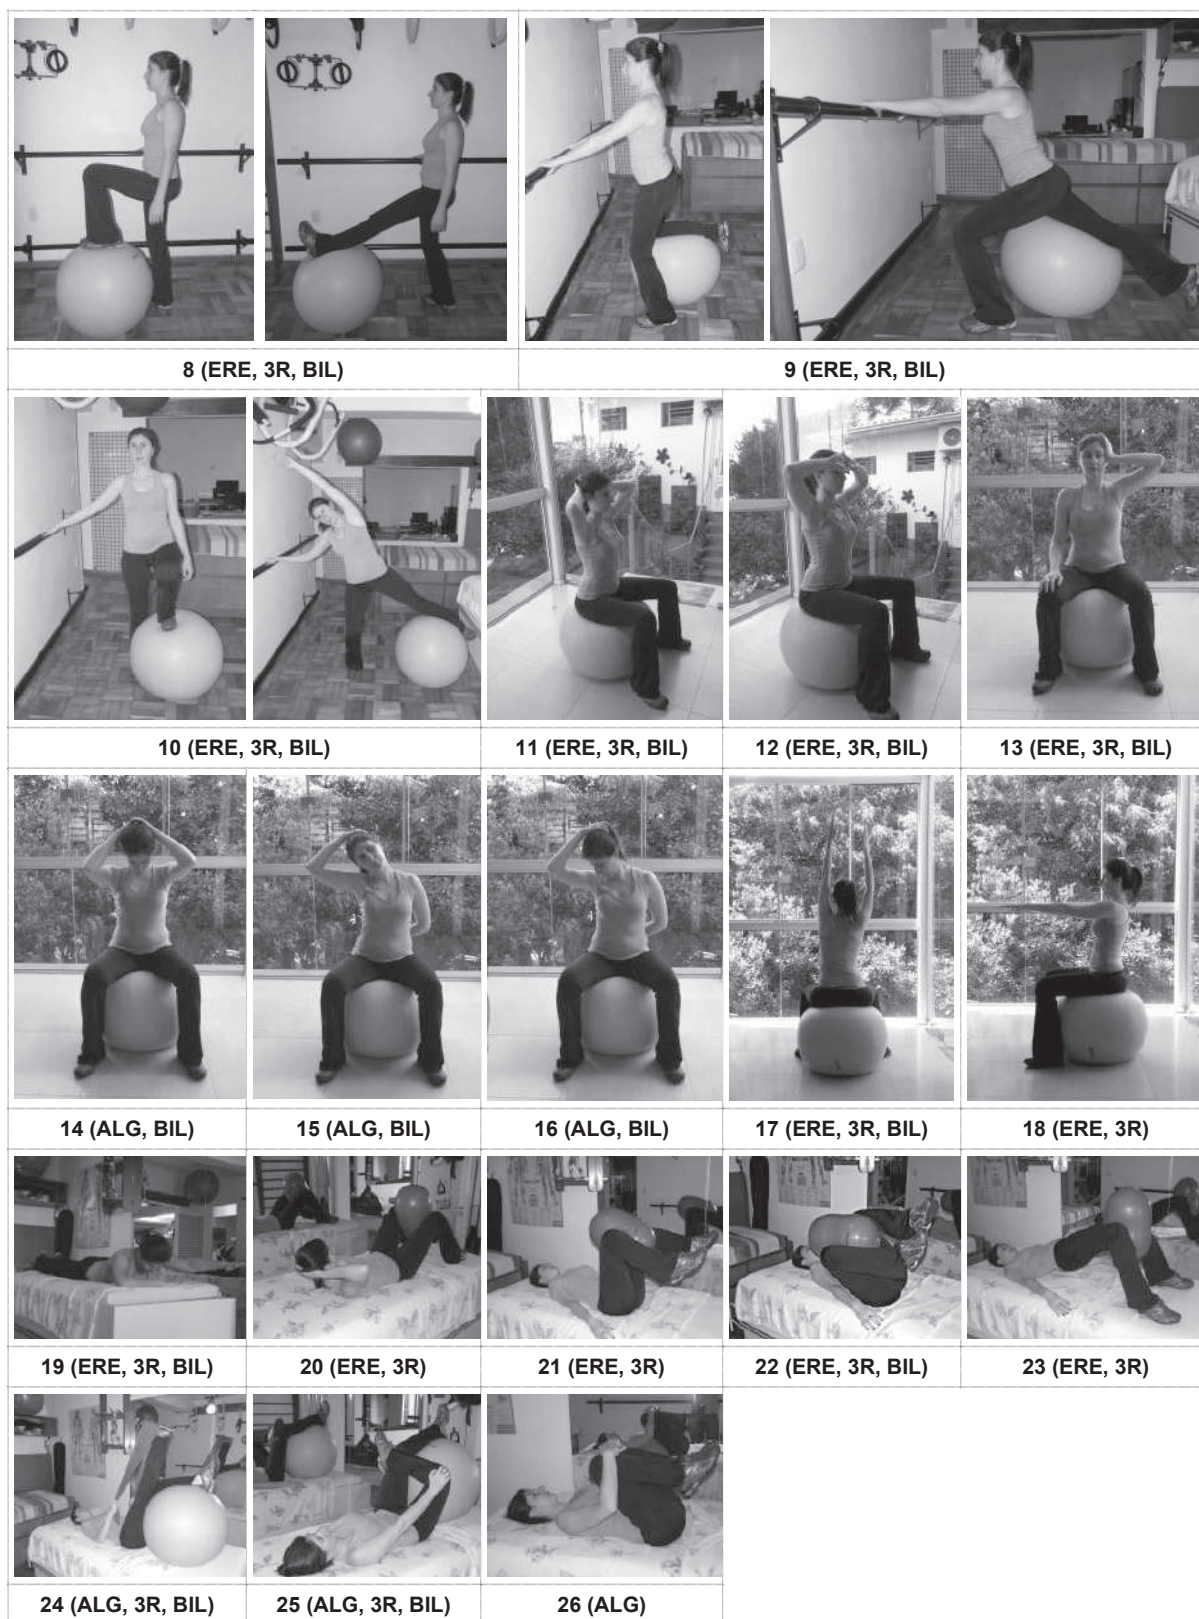 8 (ERE, 3R, BIL)
9 (ERE, 3R, BIL)
10 (ERE, 3R, BIL)
11 (ERE, 3R, BIL)
12 (ERE, 3R, BIL)
13 (ERE, 3R, BIL)
14 (ALG, BIL)
15 (ALG, BIL)
16 (ALG, BIL)
17 (ERE, 3R, BIL)
18 (ERE, 3R)
19 (ERE, 3R, BIL)
20 (ERE, 3R)
21 (ERE, 3R)
22 (ERE, 3R, BIL)
23 (ERE, 3R)
24 (ALG, 3R, BIL)
25 (ALG, 3R, BIL)
26 (ALG)